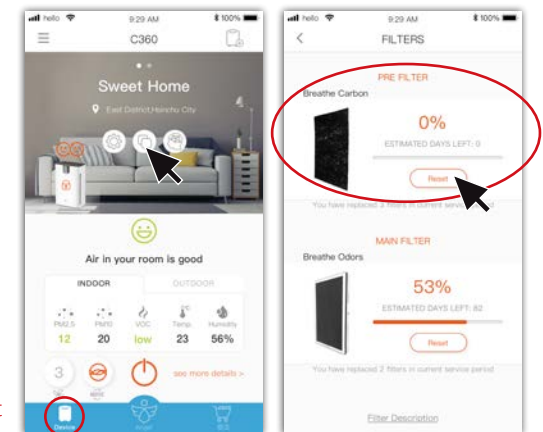 hello
9:29 AM
100%
C360
Sweet Home
East District, Hsinchu City
Air in your room is good
INDOOR
OUTDOOR
PM2.5
PM10
VOC
Temp.
Humidity
12
20
low
23
56%
3
see more details >
Device
Angel
hello
9:29 AM
100%
FILTERS
PRE FILTER
Breathe Carbon
0%
ESTIMATED DAYS LEFT: 0
Reset
You have replaced 3 filters in current service period
MAIN FILTER
Breathe Odors
53%
ESTIMATED DAYS LEFT: 82
Reset
You have replaced 2 filters in current service period
Filter Description